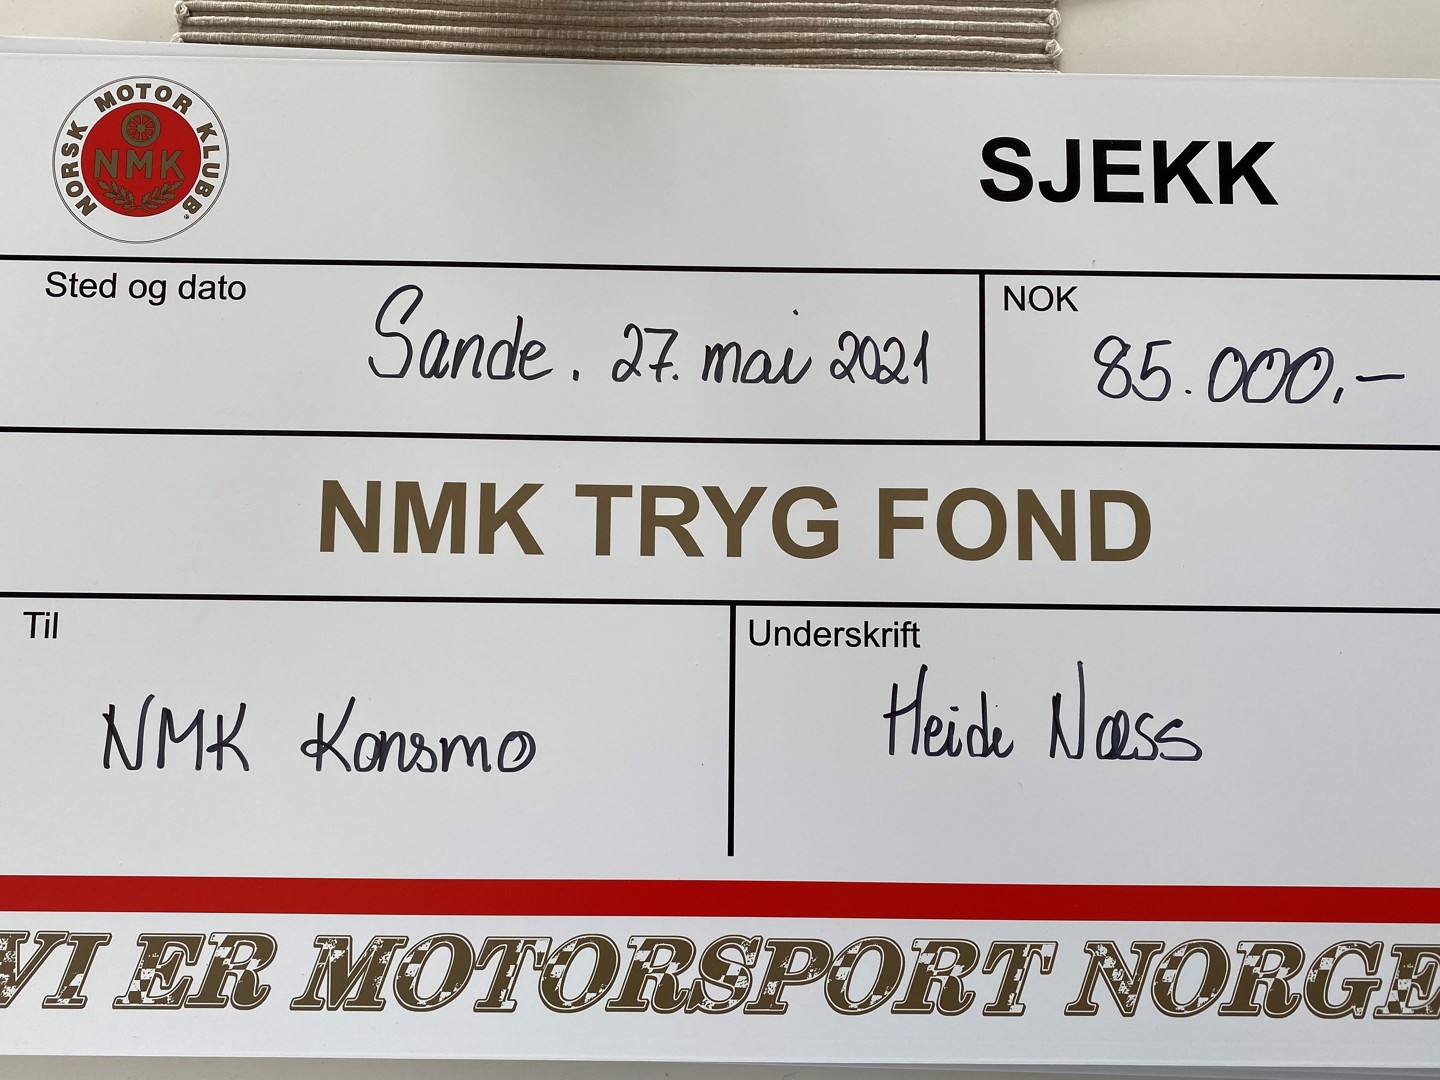 NORSK MOTOR KLUBB
NMK
SJEKK
Sted og dato
Sande. 27. mai 2021
NOK
85.000,-
NMK TRYG FOND
Til
NMK Konsmo
Underskrift
Heidi Næss
VI ER MOTORSPORT NORGE